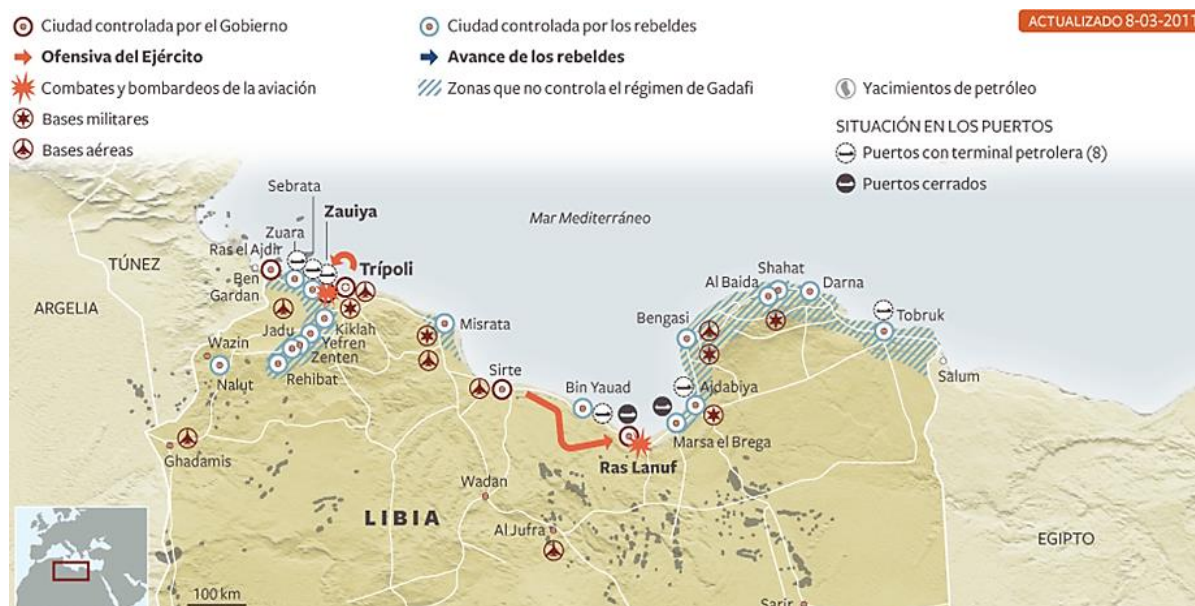 Ciudad controlada por el Gobierno
Ofensiva del Ejército
Combates y bombardeos de la aviación
Bases militares
Bases aéreas
Ciudad controlada por los rebeldes
Avance de los rebeldes
Zonas que no controla el régimen de Gadafi
ACTUALIZADO 8-03-2011
Yacimientos de petróleo
SITUACIÓN EN LOS PUERTOS
Puertos con terminal petrolera (8)
Puertos cerrados
Sebrata
Zauiya
Mar Mediterráneo
Zuara
Ras el Ajdir
TÚNEZ
Trípoli
Ben
Gardan
ARGELIA
Shahat
Al Baida
Darna
Bengasi
Tobruk
Misrata
Jadu
Kiklah
Yefren
Wazin
Zenten
Nalut
Rehibat
Sirte
Bin Yauad
Ajdabiya
Salum
Marsa el Brega
Ghadamis
Ras Lanuf
Wadan
LIBIA
Al Jufra
EGIPTO
100 km
Sarir